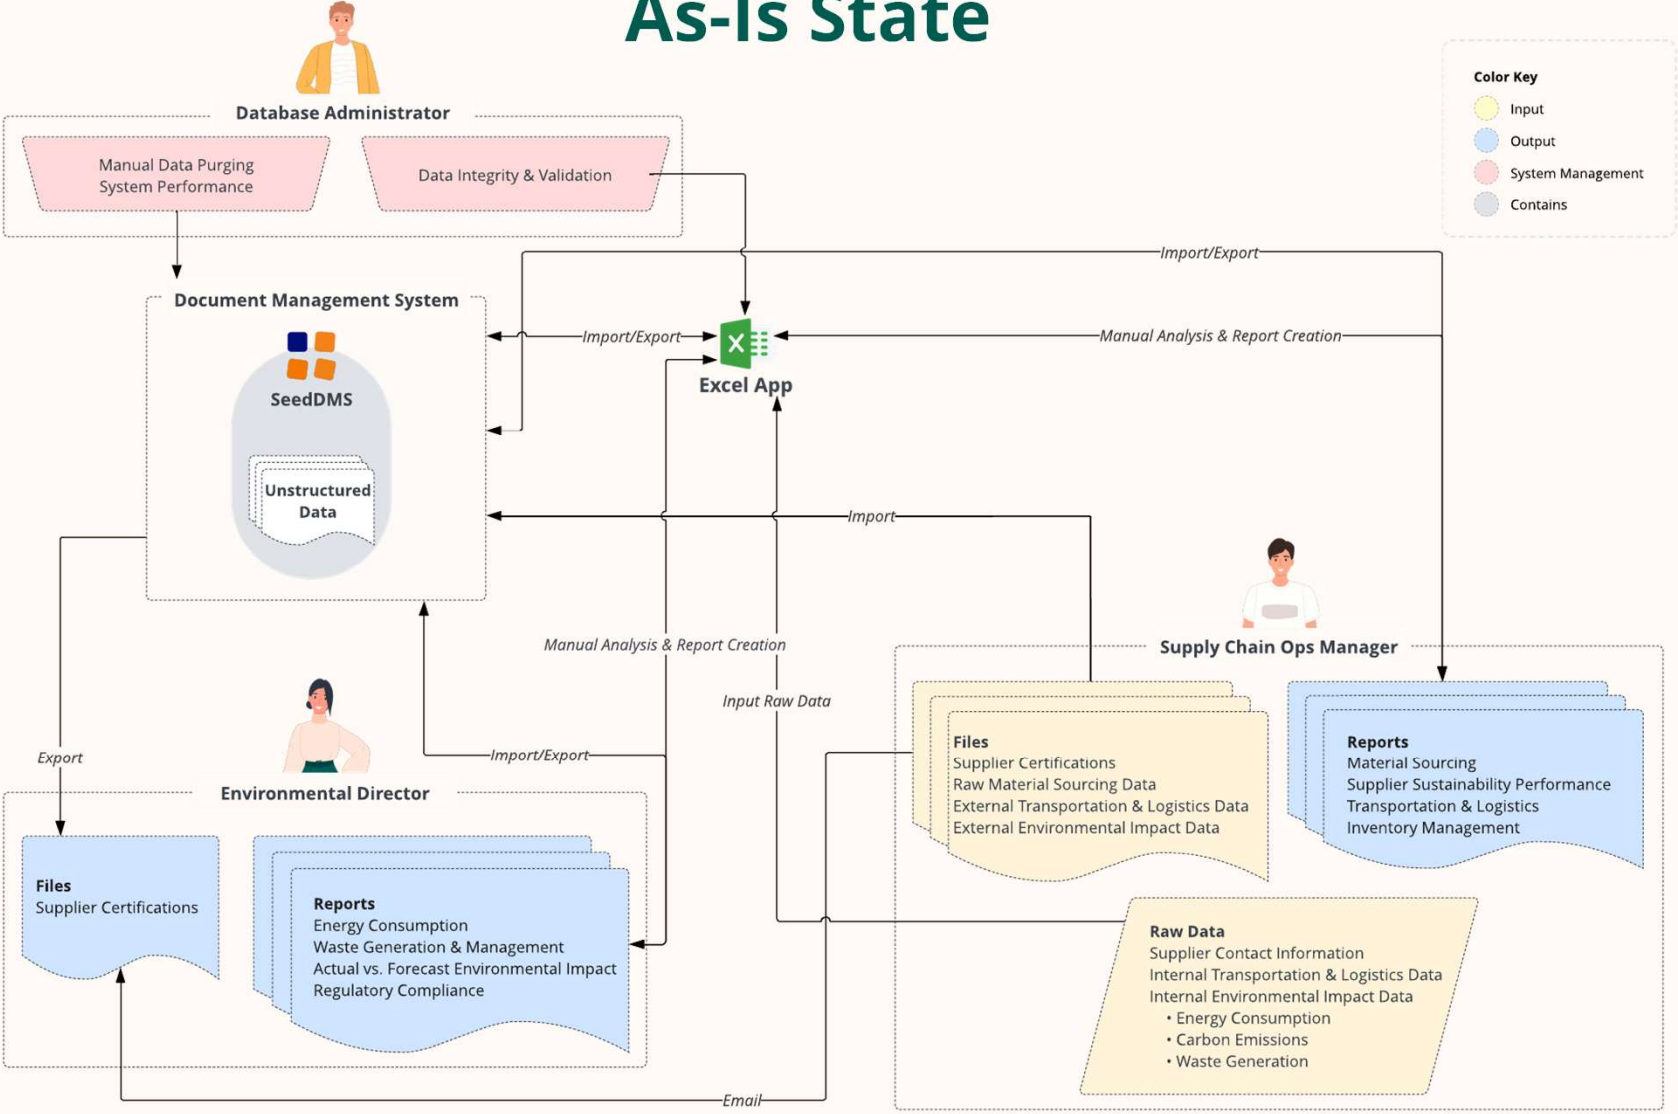 As-Is State
Color Key
Input
Output
System Management
Contains
Database Administrator
Manual Data Purging
System Performance
Data Integrity & Validation
Import/Export
Document Management System
SeedDMS
Unstructured
Data
Import/Export
Excel App
Manual Analysis & Report Creation
Import
Manual Analysis & Report Creation
Input Raw Data
Import/Export
Export
Environmental Director
Files
Supplier Certifications
Reports
Energy Consumption
Waste Generation & Management
Actual vs. Forecast Environmental Impact
Regulatory Compliance
Email
Supply Chain Ops Manager
Files
Supplier Certifications
Raw Material Sourcing Data
External Transportation & Logistics Data
External Environmental Impact Data
Reports
Material Sourcing
Supplier Sustainability Performance
Transportation & Logistics
Inventory Management
Raw Data
Supplier Contact Information
Internal Transportation & Logistics Data
Internal Environmental Impact Data
• Energy Consumption
• Carbon Emissions
• Waste Generation